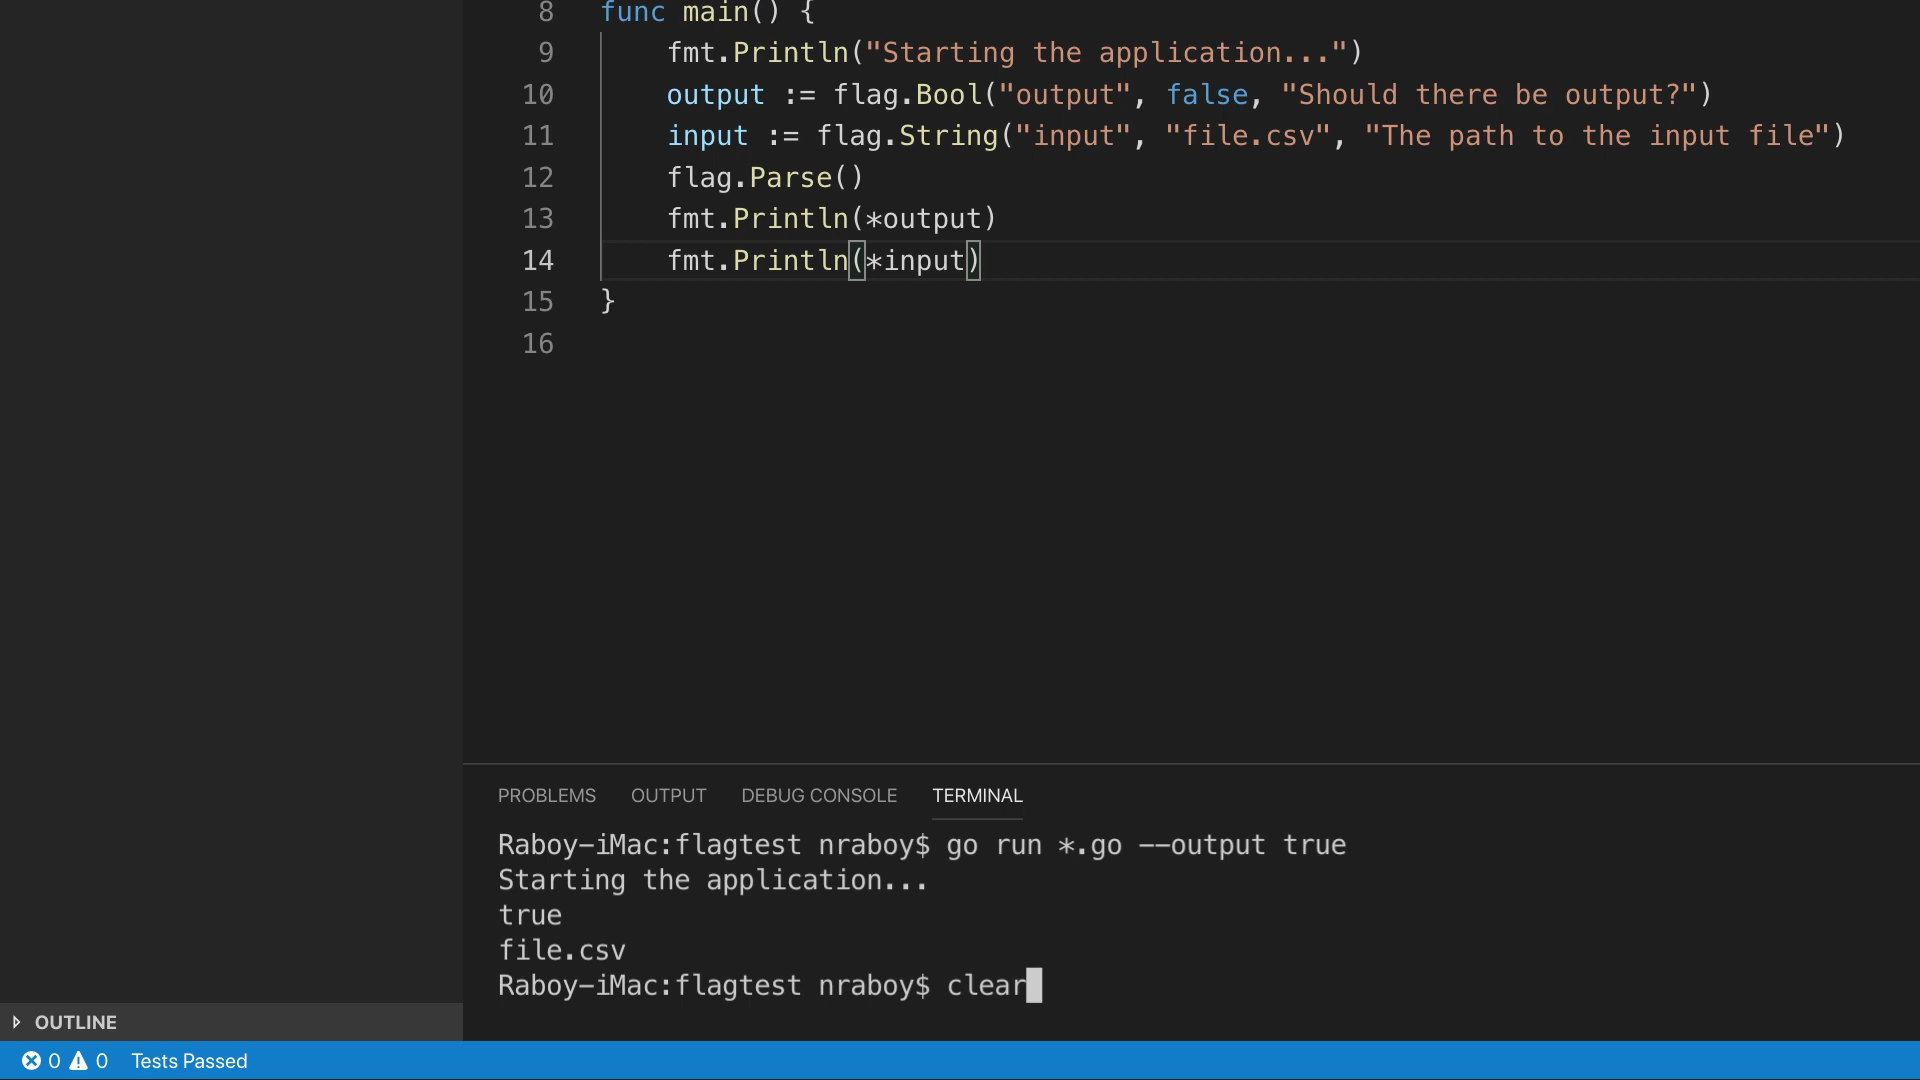 8 func main() {
9 fmt.Println("Starting the application...")
10 output := flag.Bool("output", false, "Should there be output?")
11 input := flag.String("input", "file.csv", "The path to the input file")
12 flag.Parse()
13 fmt.Println(*output)
14 fmt.Println(*input)
15 }
16
PROBLEMS OUTPUT DEBUG CONSOLE TERMINAL
Raboy-iMac:flagtest nraboy$ go run *.go --output true
Starting the application...
true
file.csv
Raboy-iMac:flagtest nraboy$ clear
OUTLINE
0 0 Tests Passed